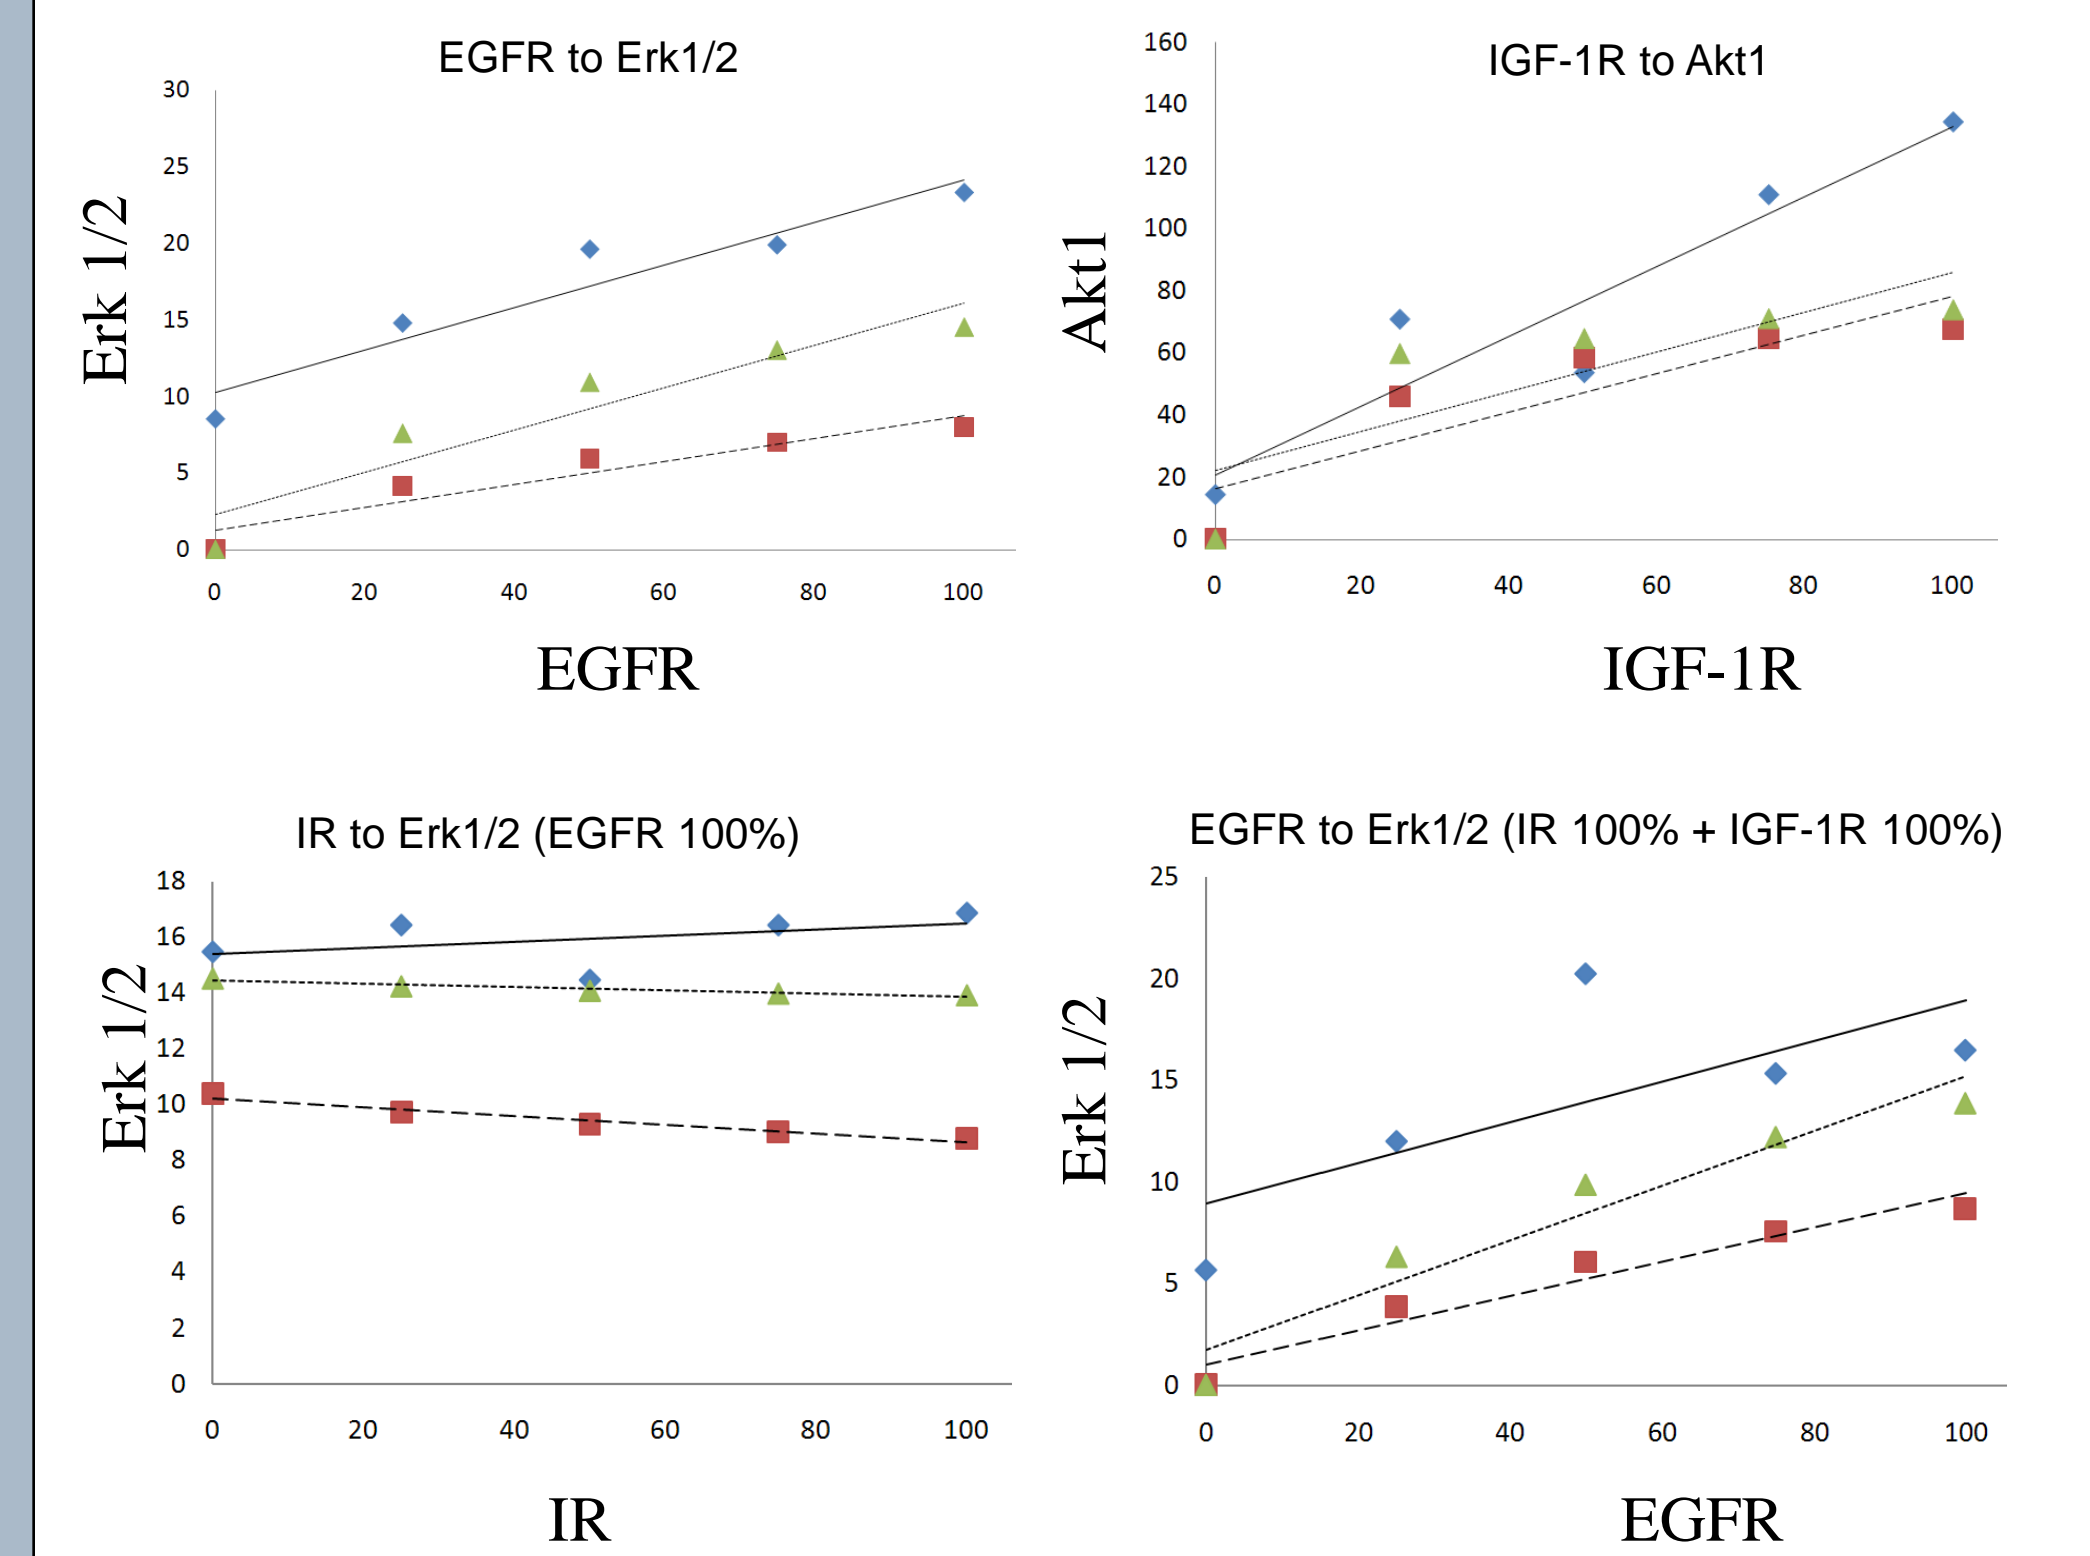 EGFR to Erk1/2
30
25
20
15
10
5
0
0 20 40 60 80 100
Erk 1/2
EGFR
IGF-1R to Akt1
160
140
120
100
80
60
40
20
0
0 20 40 60 80 100
Akt1
IGF-1R
IR to Erk1/2 (EGFR 100%)
18
16
14
12
10
8
6
4
2
0
0 20 40 60 80 100
Erk 1/2
IR
EGFR to Erk1/2 (IR 100% + IGF-1R 100%)
25
20
15
10
5
0
0 20 40 60 80 100
Erk 1/2
EGFR